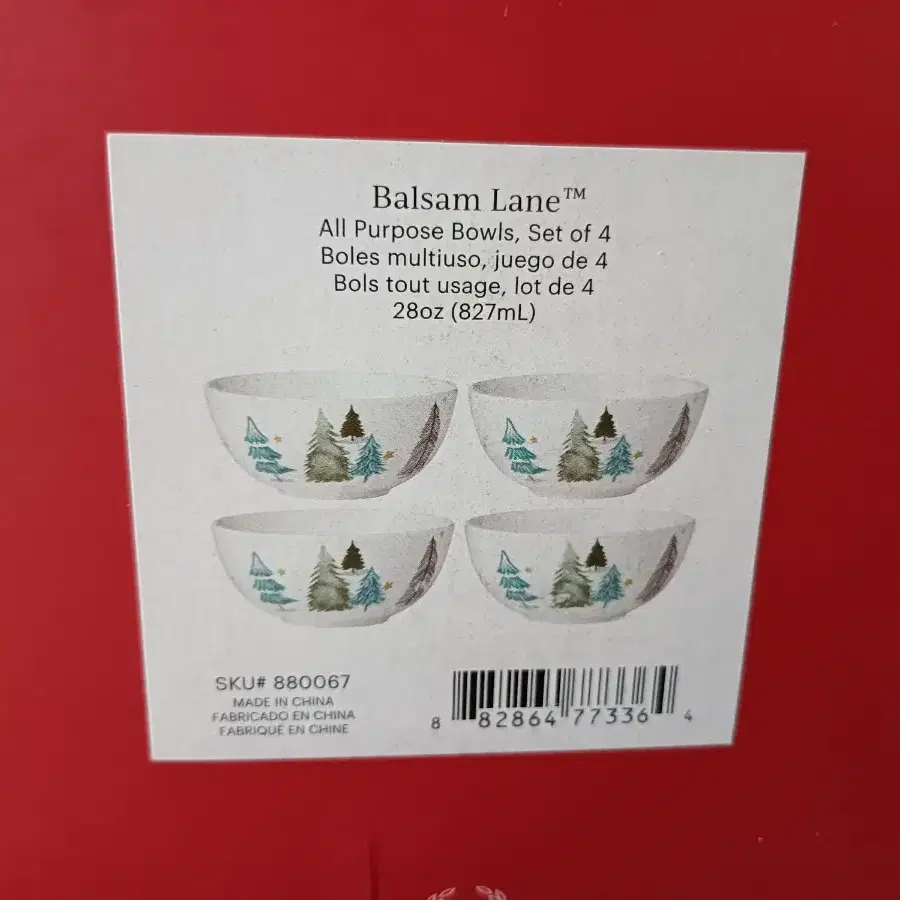 Balsam Lane™
All Purpose Bowls, Set of 4
Boles multiuso, juego de 4
Bols tout usage, lot de 4
28oz (827mL)
SKU# 880067
MADE IN CHINA
FABRICADO EN CHINA
FABRIQUÉ EN CHINE
8 82864 77336 4